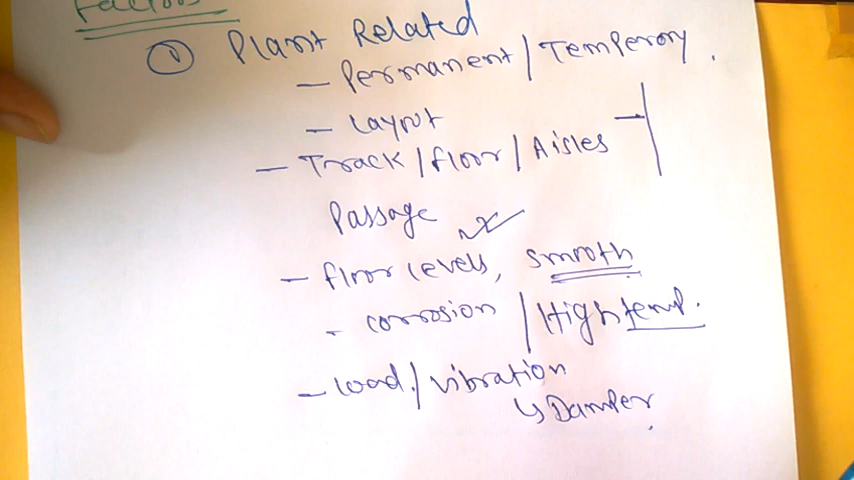 Factors
① Plant Related
- Permanent / Temperory.
- Layout
- Track / floor / Aisles
Passage
- floor levels, smooth
- corrosion / High temp.
- Load / vibration
↳ Damper.